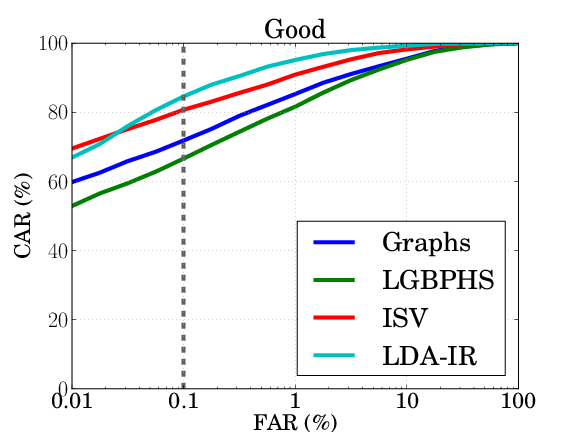 Good
CAR (%)
100
80
60
40
20
0
0.01 0.1 1 10 100
FAR (%)
Graphs
LGBPHS
ISV
LDA-IR